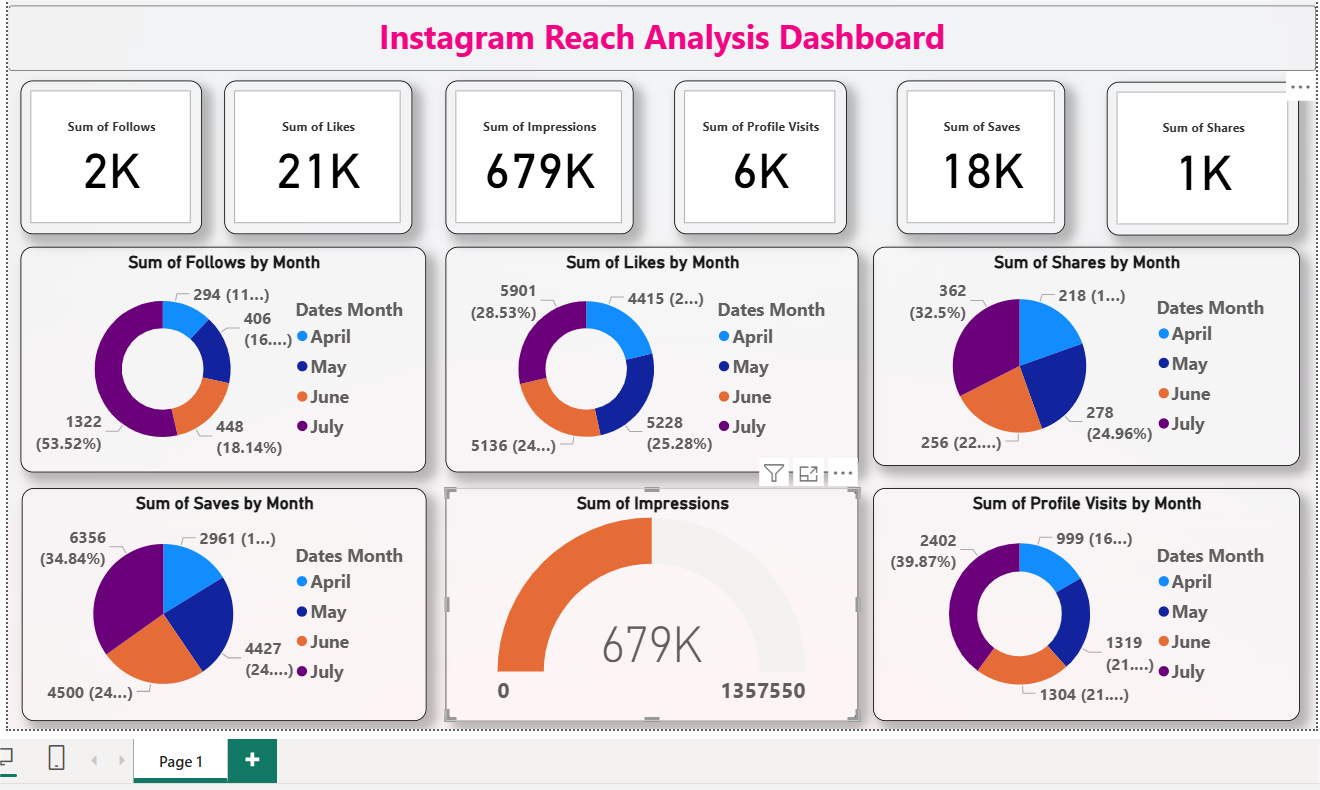 Instagram Reach Analysis Dashboard
Sum of Follows
2K
Sum of Likes
21K
Sum of Impressions
679K
Sum of Profile Visits
6K
Sum of Saves
18K
Sum of Shares
1K
Sum of Follows by Month
294 (11...)
406
(16....)
448
(18.14%)
1322
(53.52%)
Dates Month
April
May
June
July
Sum of Likes by Month
5901
(28.53%)
4415 (2...)
5228
(25.28%)
5136 (24...)
Dates Month
April
May
June
July
Sum of Shares by Month
362
(32.5%)
218 (1...)
278
(24.96%)
256 (22....)
Dates Month
April
May
June
July
Sum of Saves by Month
6356
(34.84%)
2961 (1...)
4427
(24....)
4500 (24...)
Dates Month
April
May
June
July
Sum of Impressions
679K
0
1357550
Sum of Profile Visits by Month
2402
(39.87%)
999 (16...)
1319
(21....)
1304 (21....)
Dates Month
April
May
June
July
Page 1